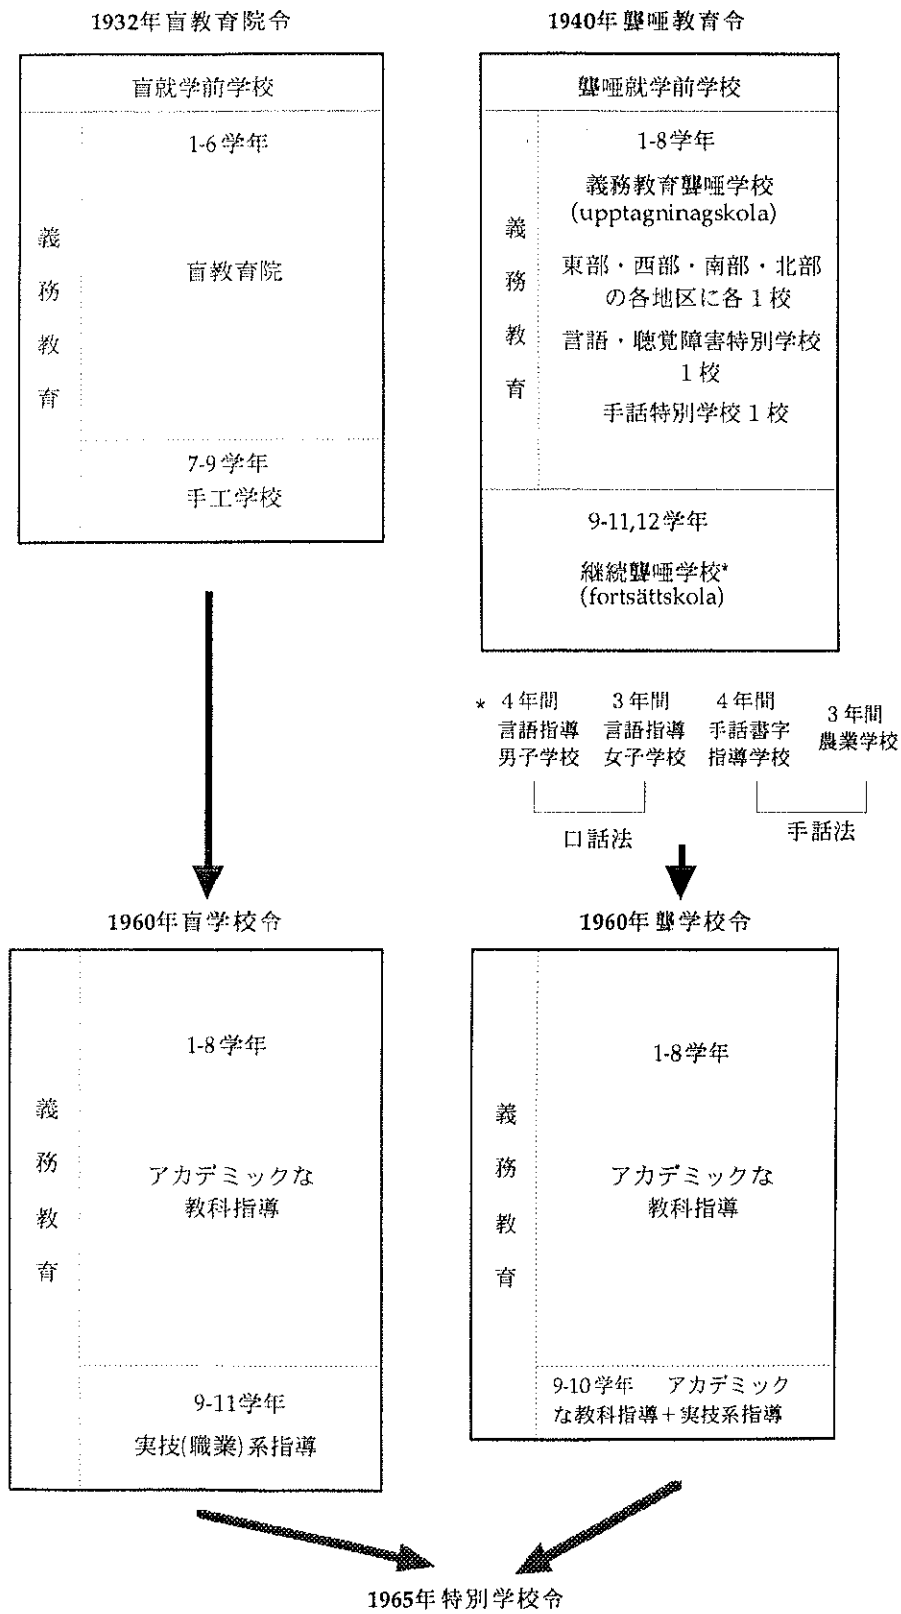 1932年盲教育院令
盲就学前学校
義務教育
1-6学年
盲教育院
7-9学年
手工学校
1940年聾唖教育令
聾唖就学前学校
義務教育
1-8学年
義務教育聾唖学校
(upptagninagskola)
東部・西部・南部・北部
の各地区に各1校
言語・聴覚障害特別学校
1校
手話特別学校1校
9-11,12学年
継続聾唖学校*
(fortsättskola)
* 4年間
言語指導
男子学校
3年間
言語指導
女子学校
4年間
手話書字
指導学校
3年間
農業学校
口話法
手話法
1960年盲学校令
義務教育
1-8学年
アカデミックな
教科指導
9-11学年
実技(職業)系指導
1960年聾学校令
義務教育
1-8学年
アカデミックな
教科指導
9-10学年 アカデミック
な教科指導+実技系指導
1965年特別学校令